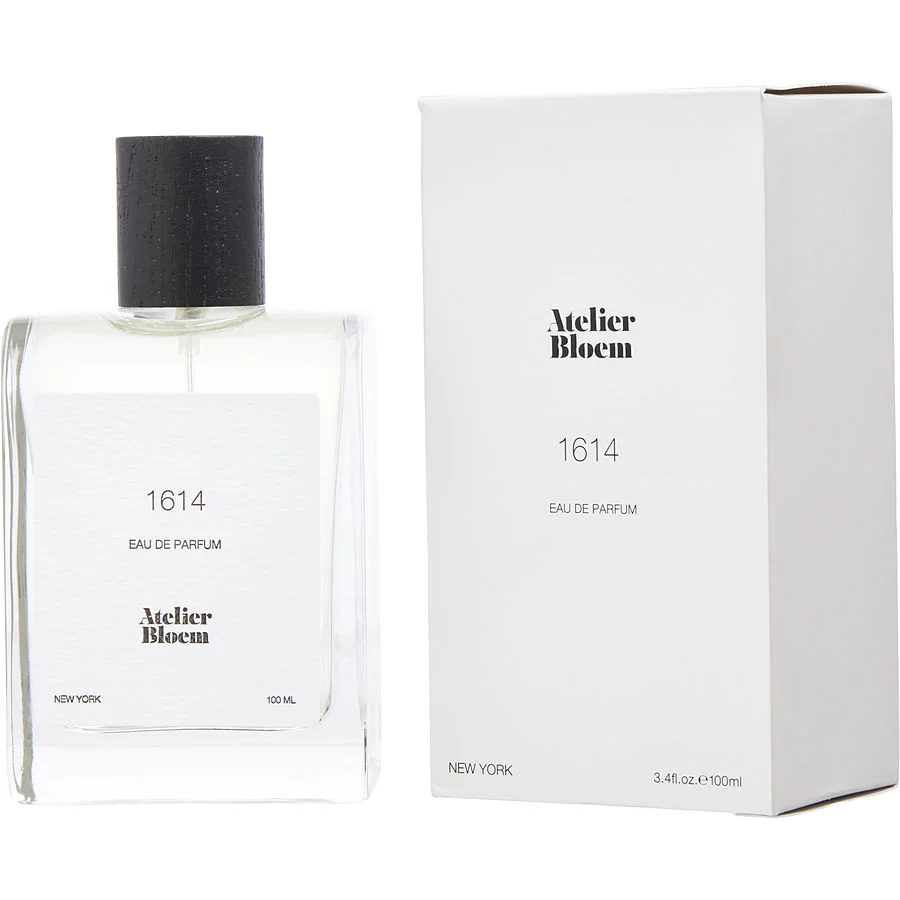 1614
EAU DE PARFUM
Atelier
Bloem
NEW YORK
100 ML
Atelier
Bloem
1614
EAU DE PARFUM
NEW YORK
3.4fl.oz.℮100ml